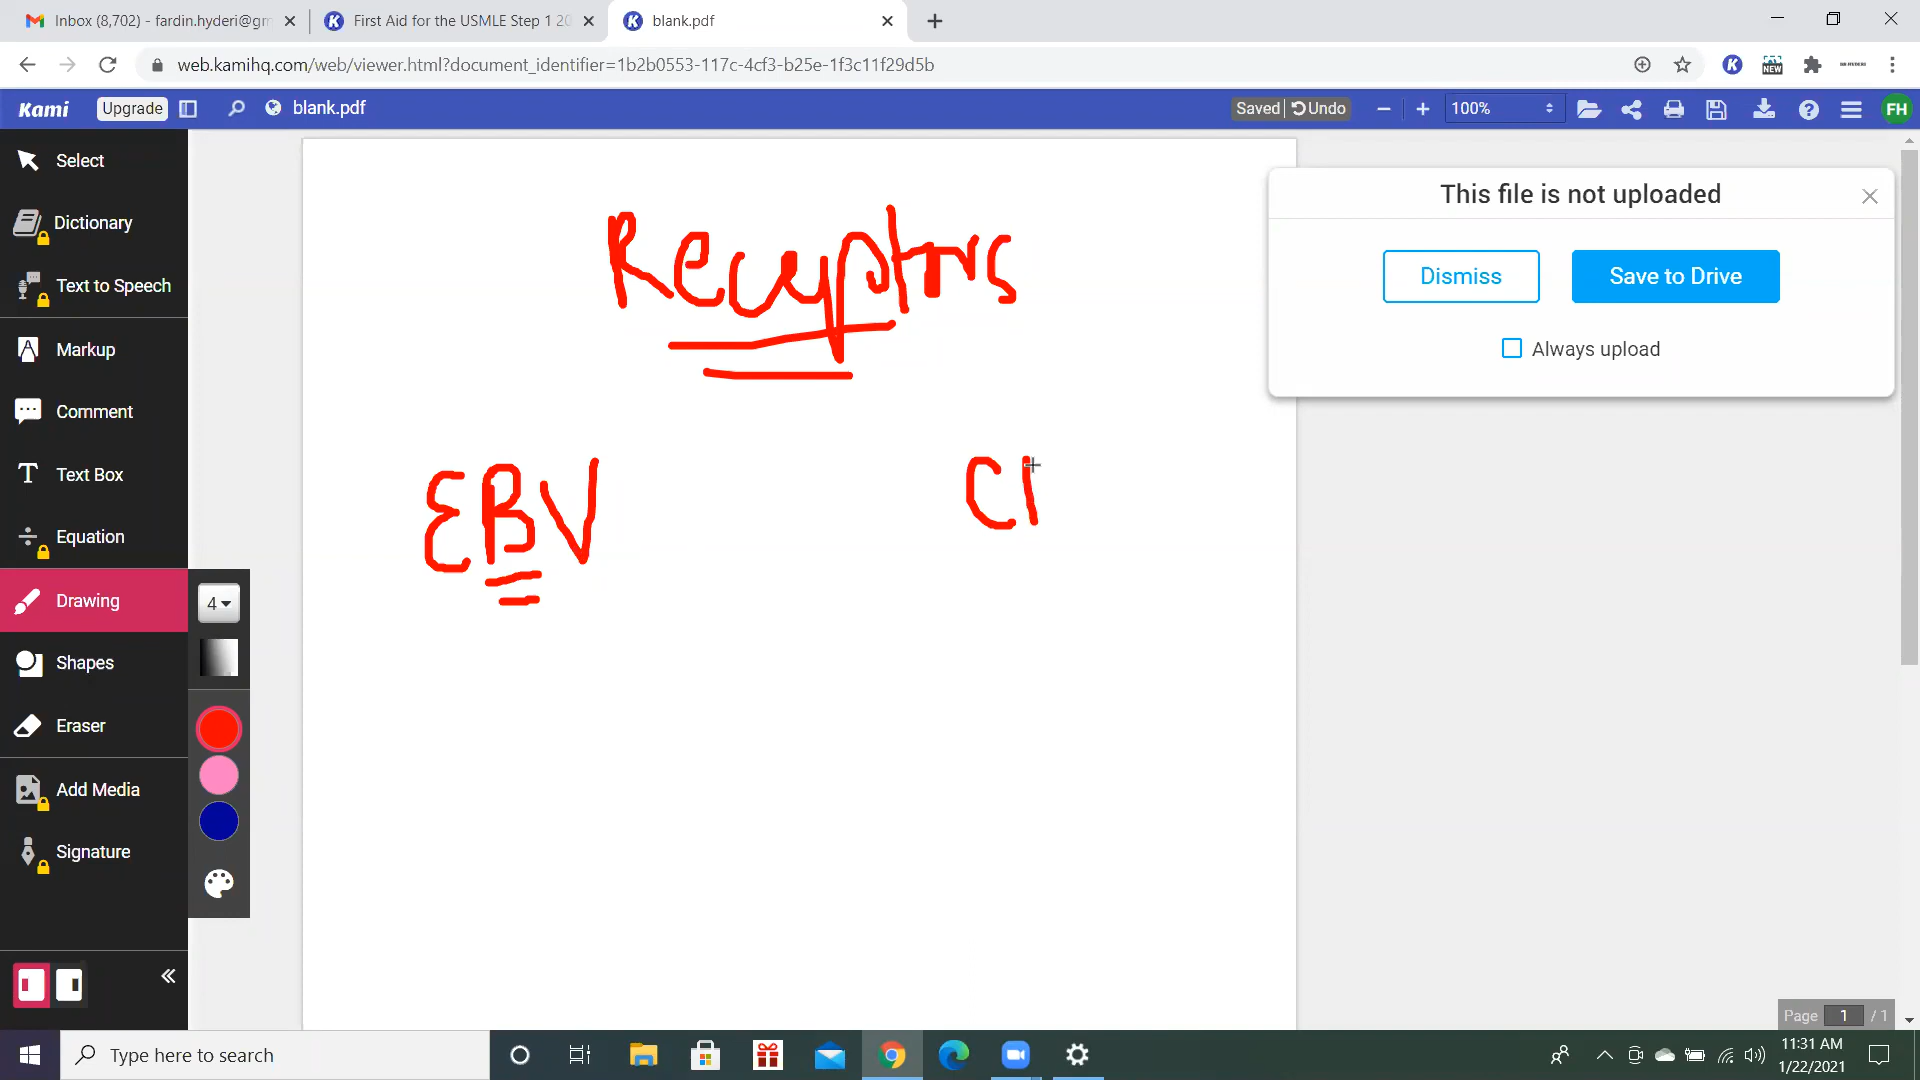 Inbox (8,702) - fardin.hyderi@gm
First Aid for the USMLE Step 1 20
blank.pdf
web.kamihq.com/web/viewer.html?document_identifier=1b2b0553-117c-4cf3-b25e-1f3c11f29d5b
NEW
Kami Upgrade blank.pdf Saved Undo 100% FH
Select
Dictionary
Text to Speech
Markup
Comment
Text Box
Equation
Drawing
4
Shapes
Eraser
Add Media
Signature
Receptors
EBV CI
This file is not uploaded
Dismiss Save to Drive
Always upload
Page 1 / 1
Type here to search
11:31 AM
1/22/2021